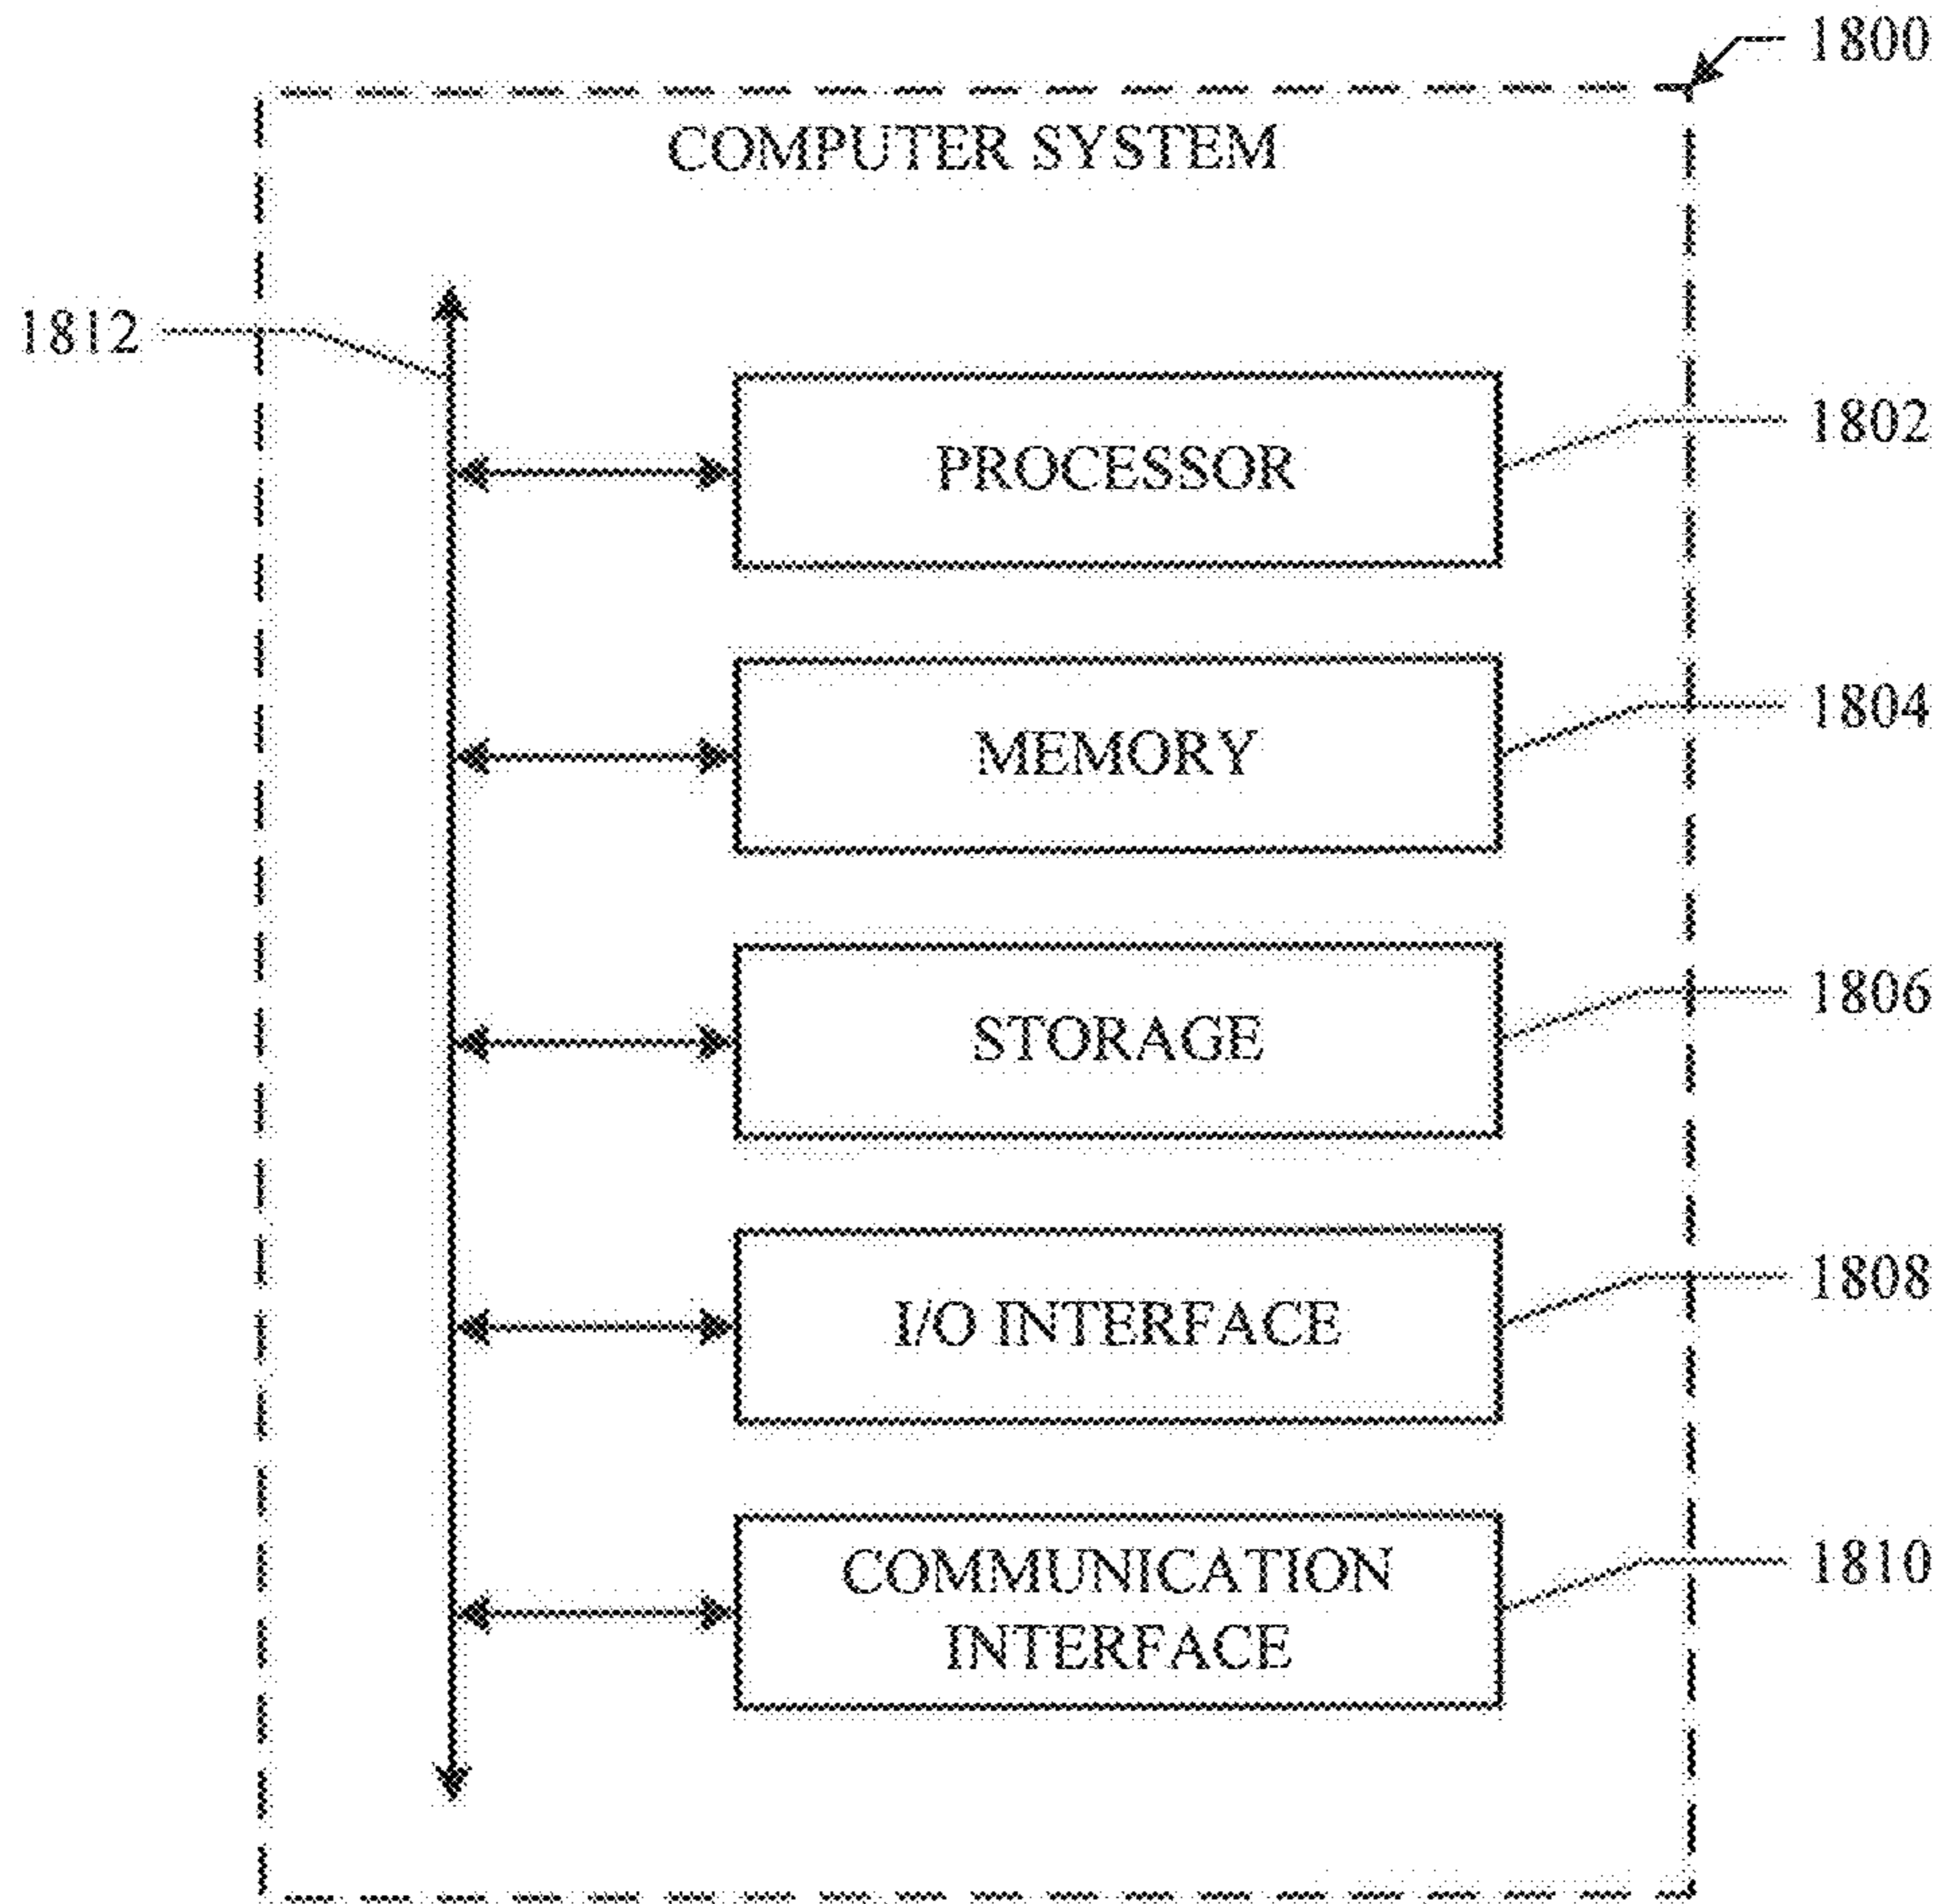 1800
COMPUTER SYSTEM
1812
PROCESSOR
1802
MEMORY
1804
STORAGE
1806
I/O INTERFACE
1808
COMMUNICATION
INTERFACE
1810